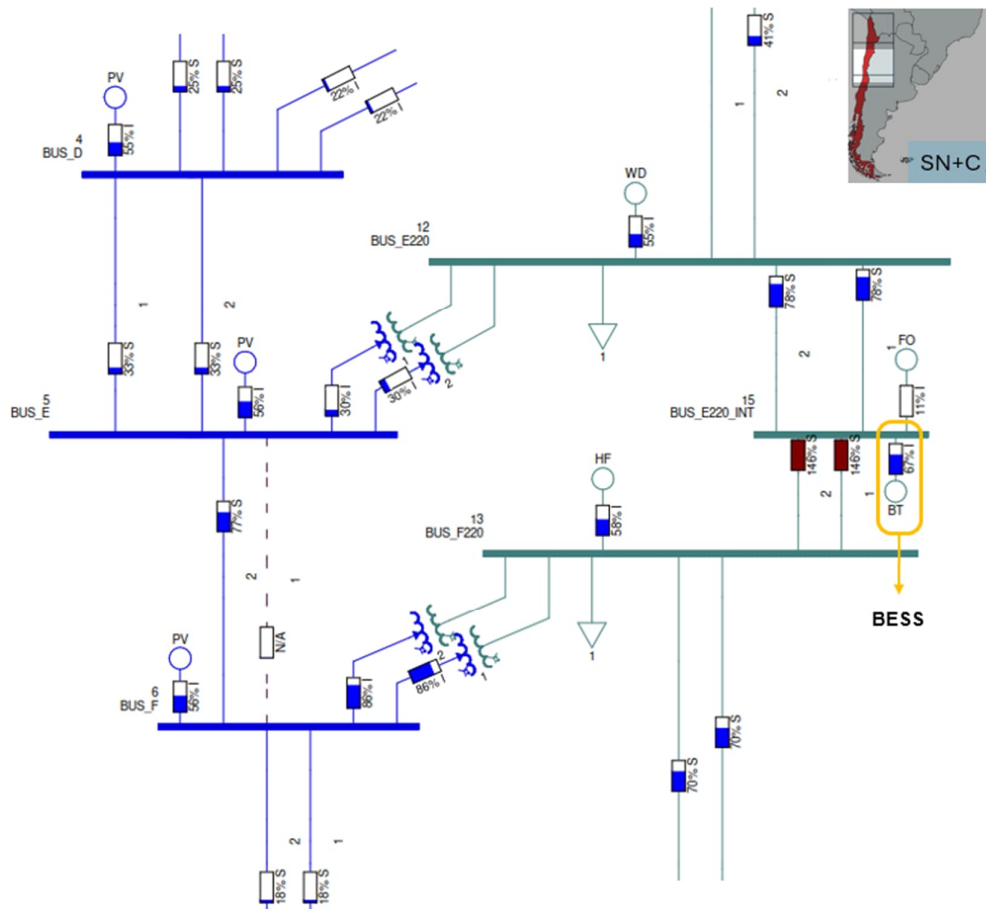 41% S
SN+C
1
2
25% S
25% S
22% I
22% I
PV
55% I
4
BUS_D
WD
55% I
12
BUS_E220
1
2
78% S
78% S
1
2
33% S
33% S
PV
56% I
30% I
30% I
1
2
1
2
FO
1
11% I
5
BUS_E
15
BUS_E220_INT
146% S
146% S
67% I
1
BT
2
HF
58% I
13
BUS_F220
BESS
77% S
2
1
N/A
PV
56% I
6
BUS_F
86% I
86% I
2
1
1
70% S
70% S
2
1
18% S
18% S